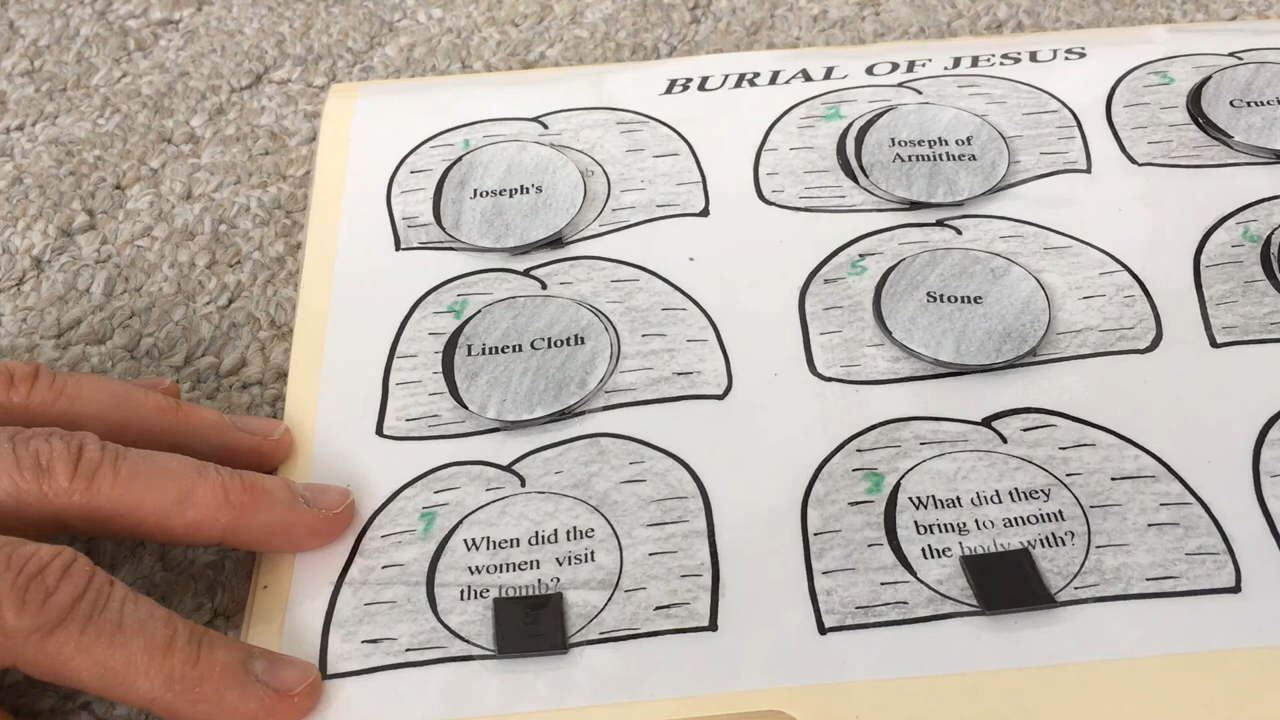 BURIAL OF JESUS
1
Joseph's
b
2
Joseph of
Armithea
3
Cruci
4
Linen Cloth
5
Stone
6
7
When did the
women visit
the tomb?
8
What did they
bring to anoint
the body with?